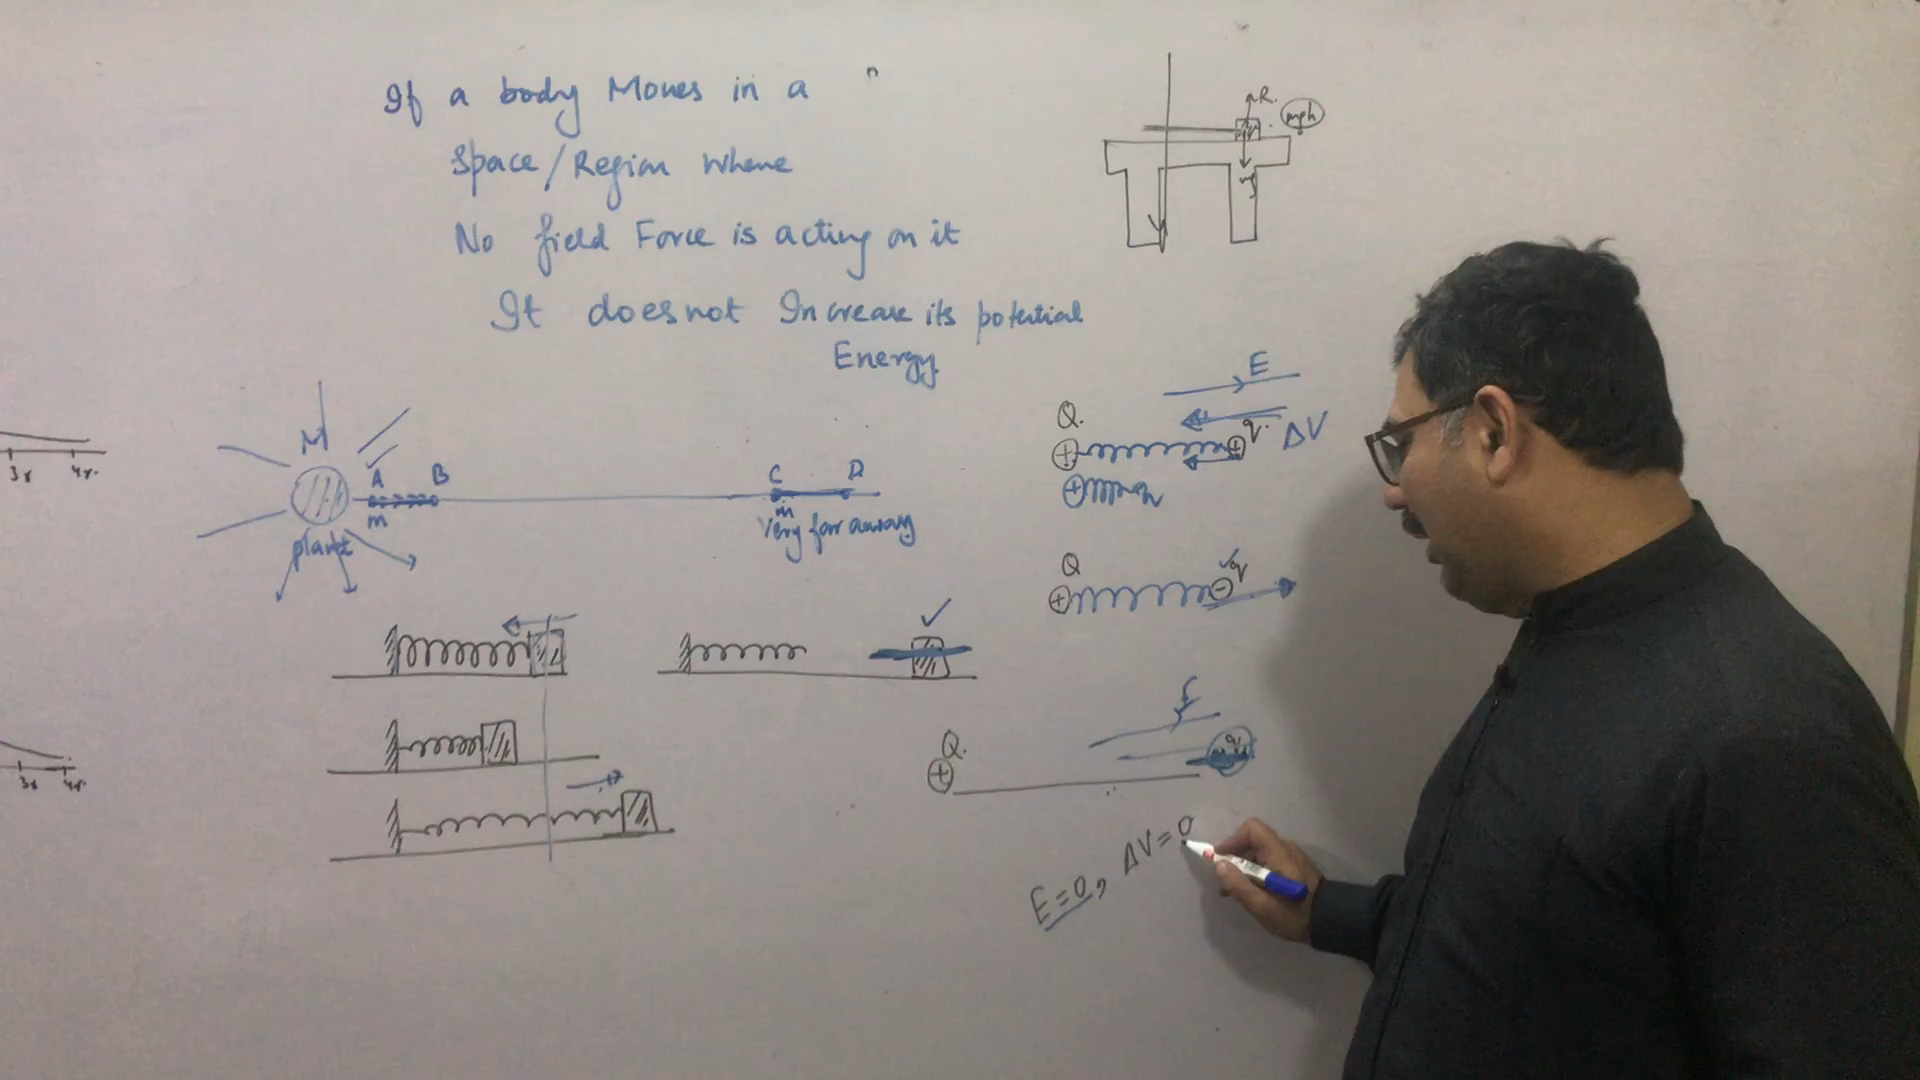 If a body Moves in a
Space/Region where
No field Force is acting on it
It does not Increase its potential
Energy
R.
mgh
mg
E
Q.
q.
ΔV
M
A
B
C
D
m
m
Very far away
3r
4r
Q
q
Q.
E=0, ΔV=0
3r
4r